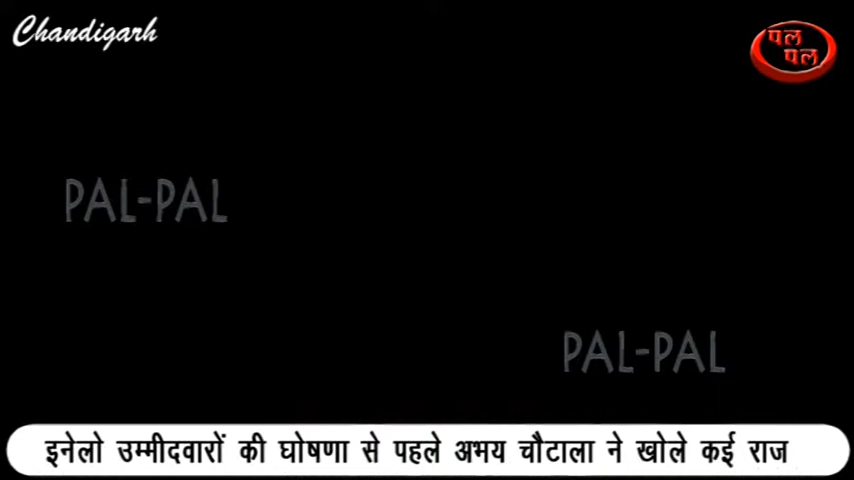 Chandigarh
पल
पल
PAL-PAL
PAL-PAL
इनेलो उम्मीदवारों की घोषणा से पहले अभय चौटाला ने खोले कई राज